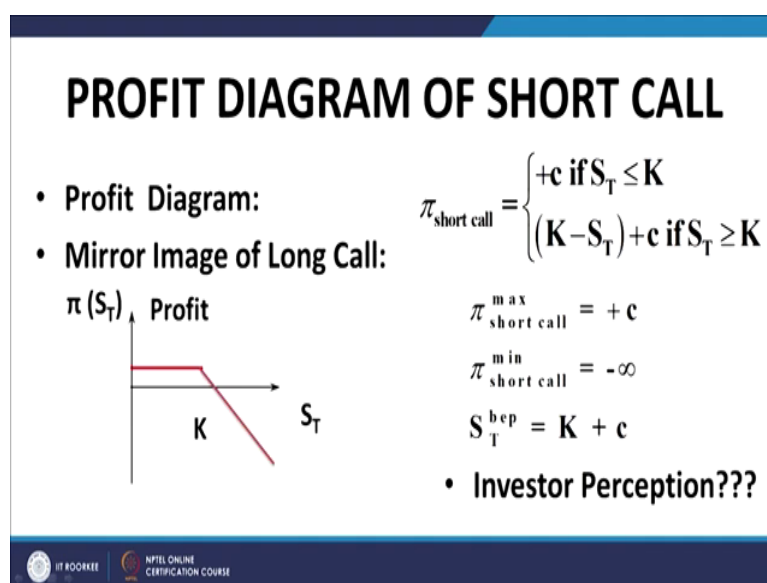 PROFIT DIAGRAM OF SHORT CALL
• Profit Diagram:
• Mirror Image of Long Call:
π (S_T) Profit
K
S_T
π_short call = { +c if S_T ≤ K
(K−S_T)+c if S_T ≥ K
π^max_short call = +c
π^min_short call = -∞
S_T^bep = K + c
• Investor Perception???
IIT ROORKEE
NPTEL ONLINE
CERTIFICATION COURSE